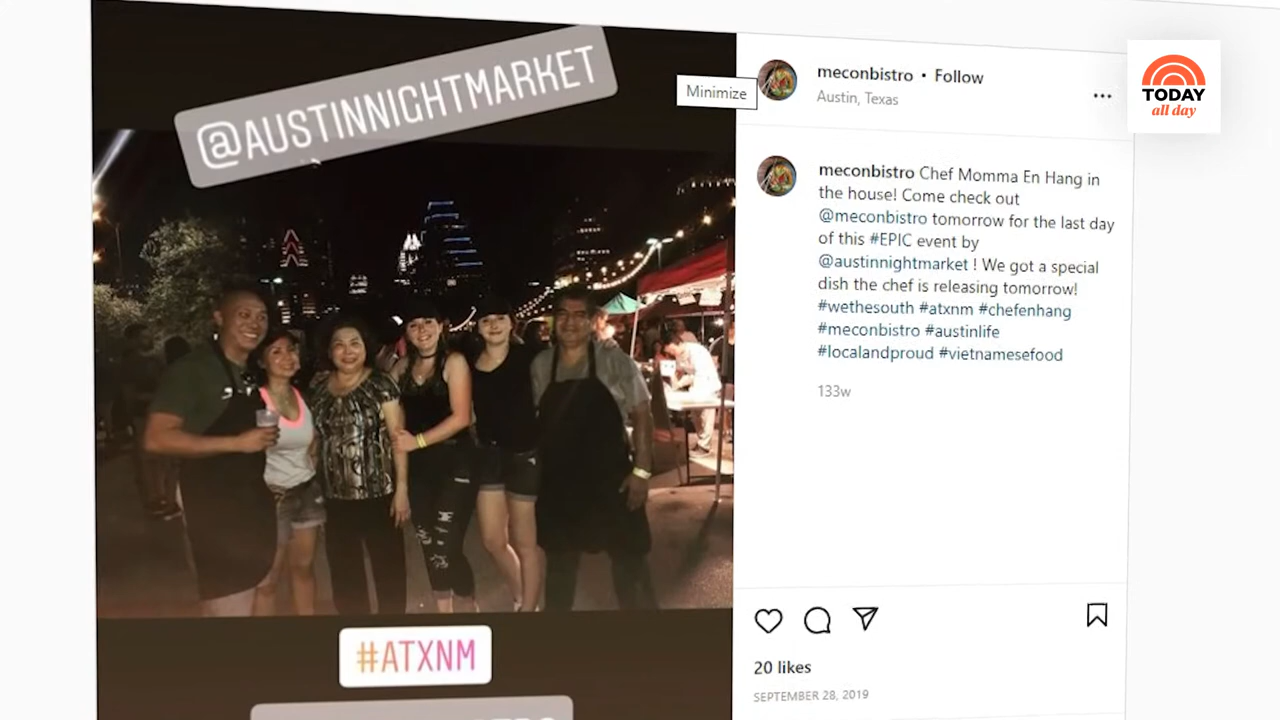 @AUSTINNIGHTMARKET
Minimize
meconbistro • Follow
Austin, Texas
TODAY
all day
meconbistro Chef Momma En Hang in
the house! Come check out
@meconbistro tomorrow for the last day
of this #EPIC event by
@austinnightmarket ! We got a special
dish the chef is releasing tomorrow!
#wethesouth #atxnm #chefenhang
#meconbistro #austinlife
#localandproud #vietnamesefood
133w
#ATXNM
20 likes
SEPTEMBER 28, 2019